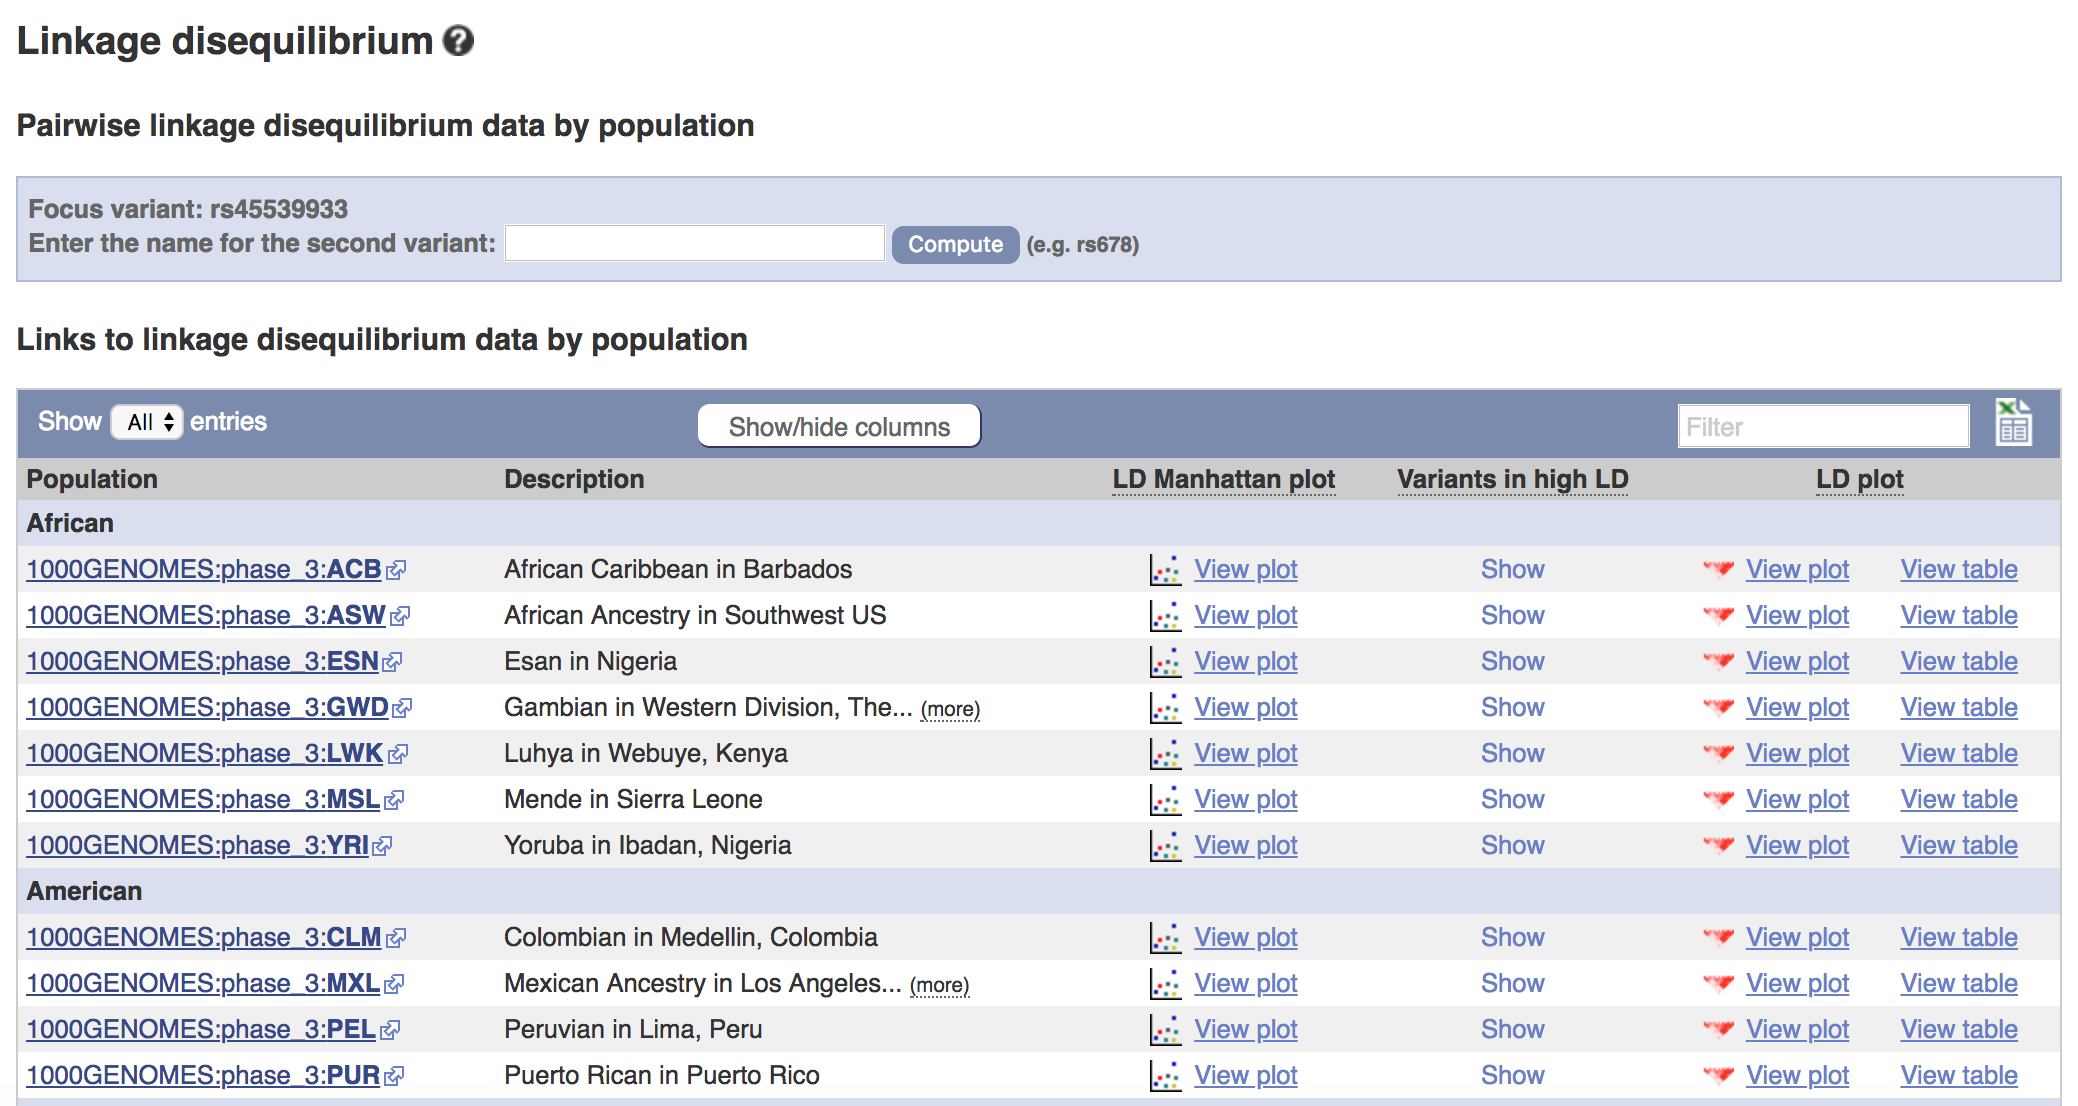 Linkage disequilibrium ?
Pairwise linkage disequilibrium data by population
Focus variant: rs45539933
Enter the name for the second variant: Compute (e.g. rs678)
Links to linkage disequilibrium data by population
Show All entries Show/hide columns Filter
Population Description LD Manhattan plot Variants in high LD LD plot
African
1000GENOMES:phase_3:ACB African Caribbean in Barbados View plot Show View plot View table
1000GENOMES:phase_3:ASW African Ancestry in Southwest US View plot Show View plot View table
1000GENOMES:phase_3:ESN Esan in Nigeria View plot Show View plot View table
1000GENOMES:phase_3:GWD Gambian in Western Division, The... (more) View plot Show View plot View table
1000GENOMES:phase_3:LWK Luhya in Webuye, Kenya View plot Show View plot View table
1000GENOMES:phase_3:MSL Mende in Sierra Leone View plot Show View plot View table
1000GENOMES:phase_3:YRI Yoruba in Ibadan, Nigeria View plot Show View plot View table
American
1000GENOMES:phase_3:CLM Colombian in Medellin, Colombia View plot Show View plot View table
1000GENOMES:phase_3:MXL Mexican Ancestry in Los Angeles... (more) View plot Show View plot View table
1000GENOMES:phase_3:PEL Peruvian in Lima, Peru View plot Show View plot View table
1000GENOMES:phase_3:PUR Puerto Rican in Puerto Rico View plot Show View plot View table